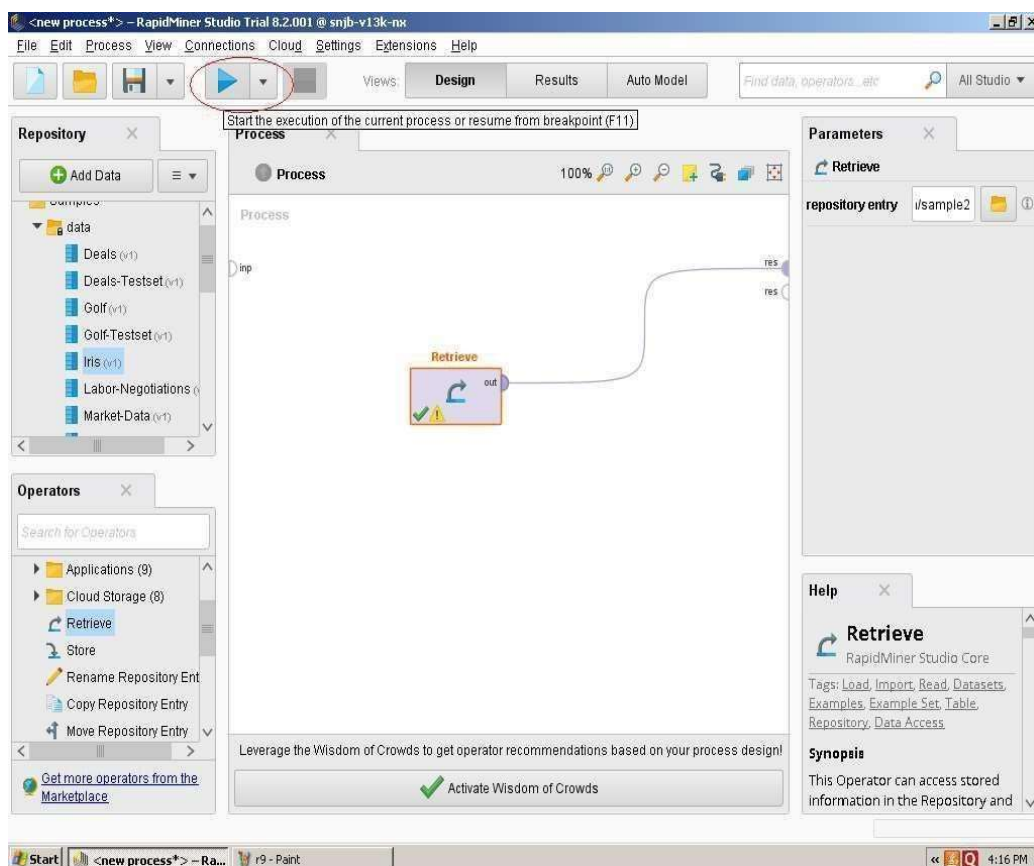 <new process*> – RapidMiner Studio Trial 8.2.001 @ snjb-v13k-nx
File Edit Process View Connections Cloud Settings Extensions Help
Views: Design Results Auto Model Find data, operators...etc All Studio
Start the execution of the current process or resume from breakpoint (F11)
Repository
Add Data
Samples
data
Deals (v1)
Deals-Testset (v1)
Golf (v1)
Golf-Testset (v1)
Iris (v1)
Labor-Negotiations (
Market-Data (v1)
Operators
Search for Operators
Applications (9)
Cloud Storage (8)
Retrieve
Store
Rename Repository Ent
Copy Repository Entry
Move Repository Entry
Get more operators from the
Marketplace
Process
Process
100%
Process
inp
res
res
Retrieve
out
Leverage the Wisdom of Crowds to get operator recommendations based on your process design!
Activate Wisdom of Crowds
Parameters
Retrieve
repository entry
/sample2
Help
Retrieve
RapidMiner Studio Core
Tags: Load, Import, Read, Datasets,
Examples, Example Set, Table,
Repository, Data Access
Synopsis
This Operator can access stored
information in the Repository and
Start <new process*> – Ra... r9 - Paint « 4:16 PM